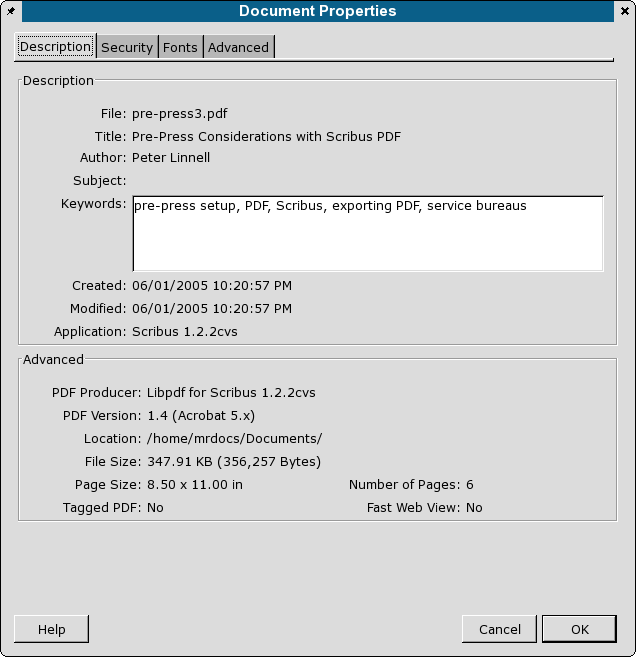 Document Properties
Description Security Fonts Advanced
Description
File: pre-press3.pdf
Title: Pre-Press Considerations with Scribus PDF
Author: Peter Linnell
Subject:
Keywords: pre-press setup, PDF, Scribus, exporting PDF, service bureaus
Created: 06/01/2005 10:20:57 PM
Modified: 06/01/2005 10:20:57 PM
Application: Scribus 1.2.2cvs
Advanced
PDF Producer: Libpdf for Scribus 1.2.2cvs
PDF Version: 1.4 (Acrobat 5.x)
Location: /home/mrdocs/Documents/
File Size: 347.91 KB (356,257 Bytes)
Page Size: 8.50 x 11.00 in Number of Pages: 6
Tagged PDF: No Fast Web View: No
Help Cancel OK